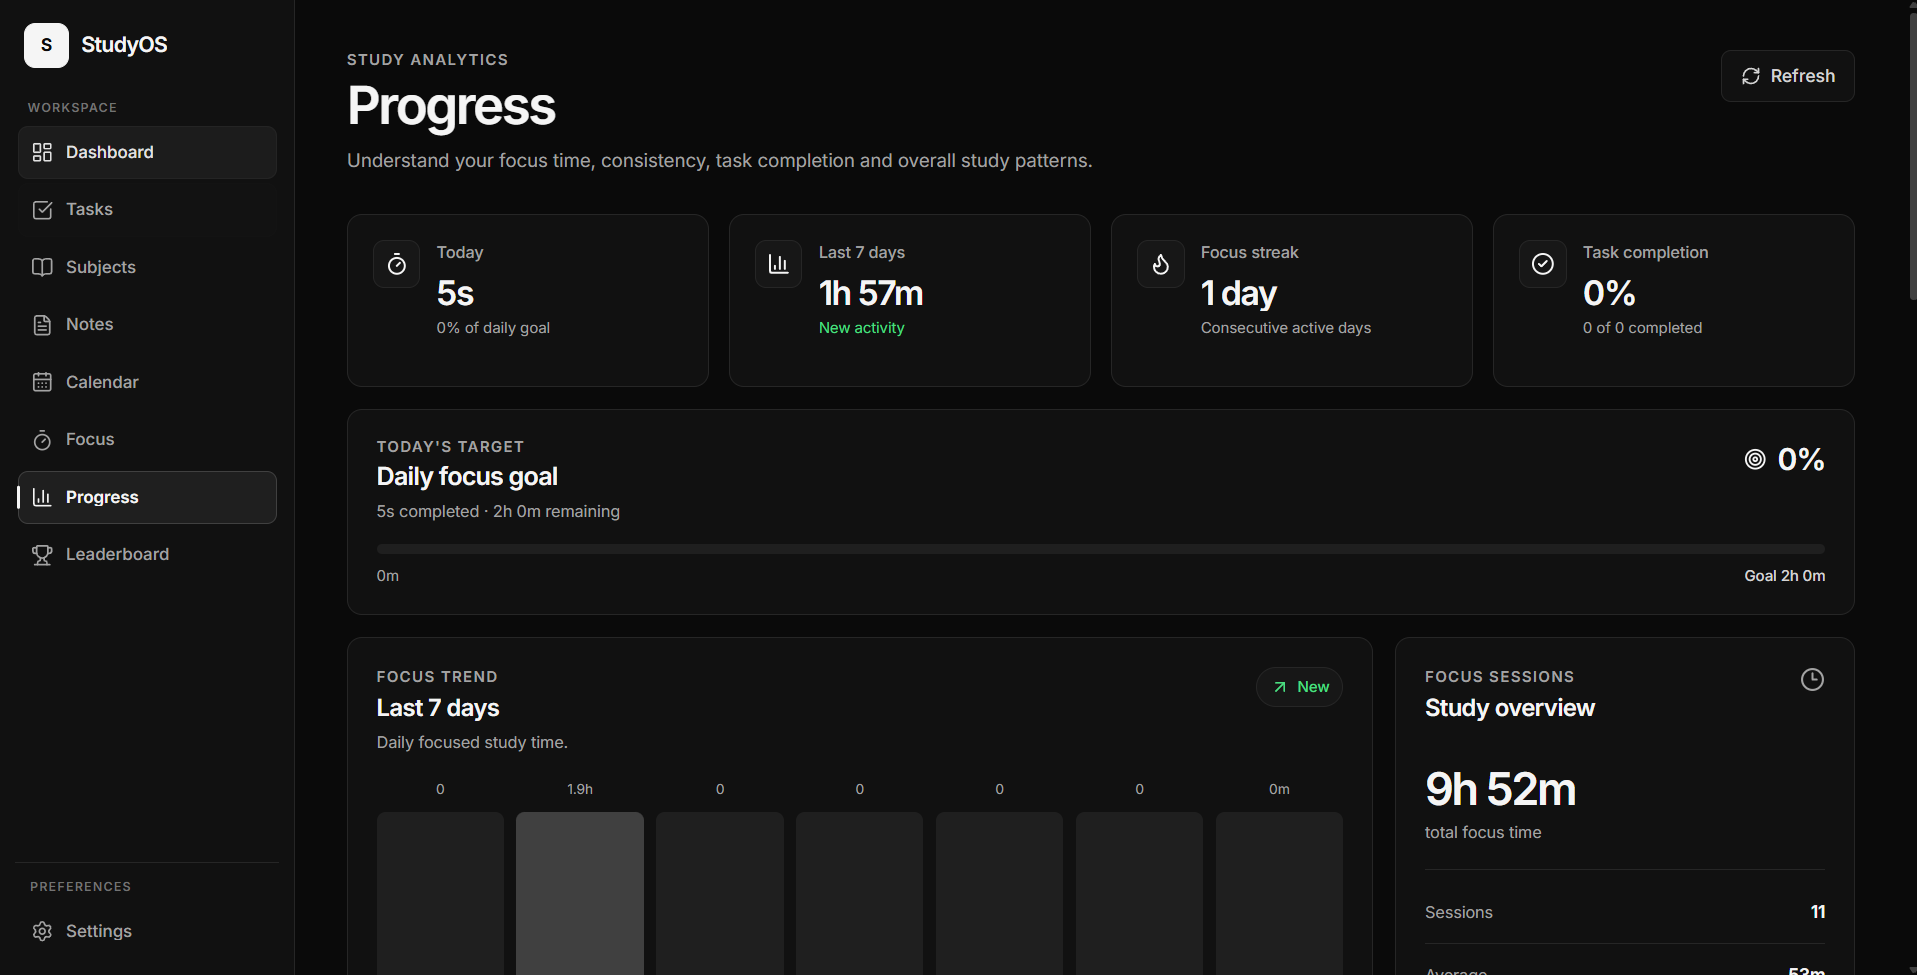 S
StudyOS
WORKSPACE
Dashboard
Tasks
Subjects
Notes
Calendar
Focus
Progress
Leaderboard
PREFERENCES
Settings
STUDY ANALYTICS
Progress
Understand your focus time, consistency, task completion and overall study patterns.
Refresh
Today
5s
0% of daily goal
Last 7 days
1h 57m
New activity
Focus streak
1 day
Consecutive active days
Task completion
0%
0 of 0 completed
TODAY'S TARGET
Daily focus goal
5s completed · 2h 0m remaining
0%
0m
Goal 2h 0m
FOCUS TREND
Last 7 days
Daily focused study time.
New
0 1.9h 0 0 0 0 0m
FOCUS SESSIONS
Study overview
9h 52m
total focus time
Sessions 11
Average 53m